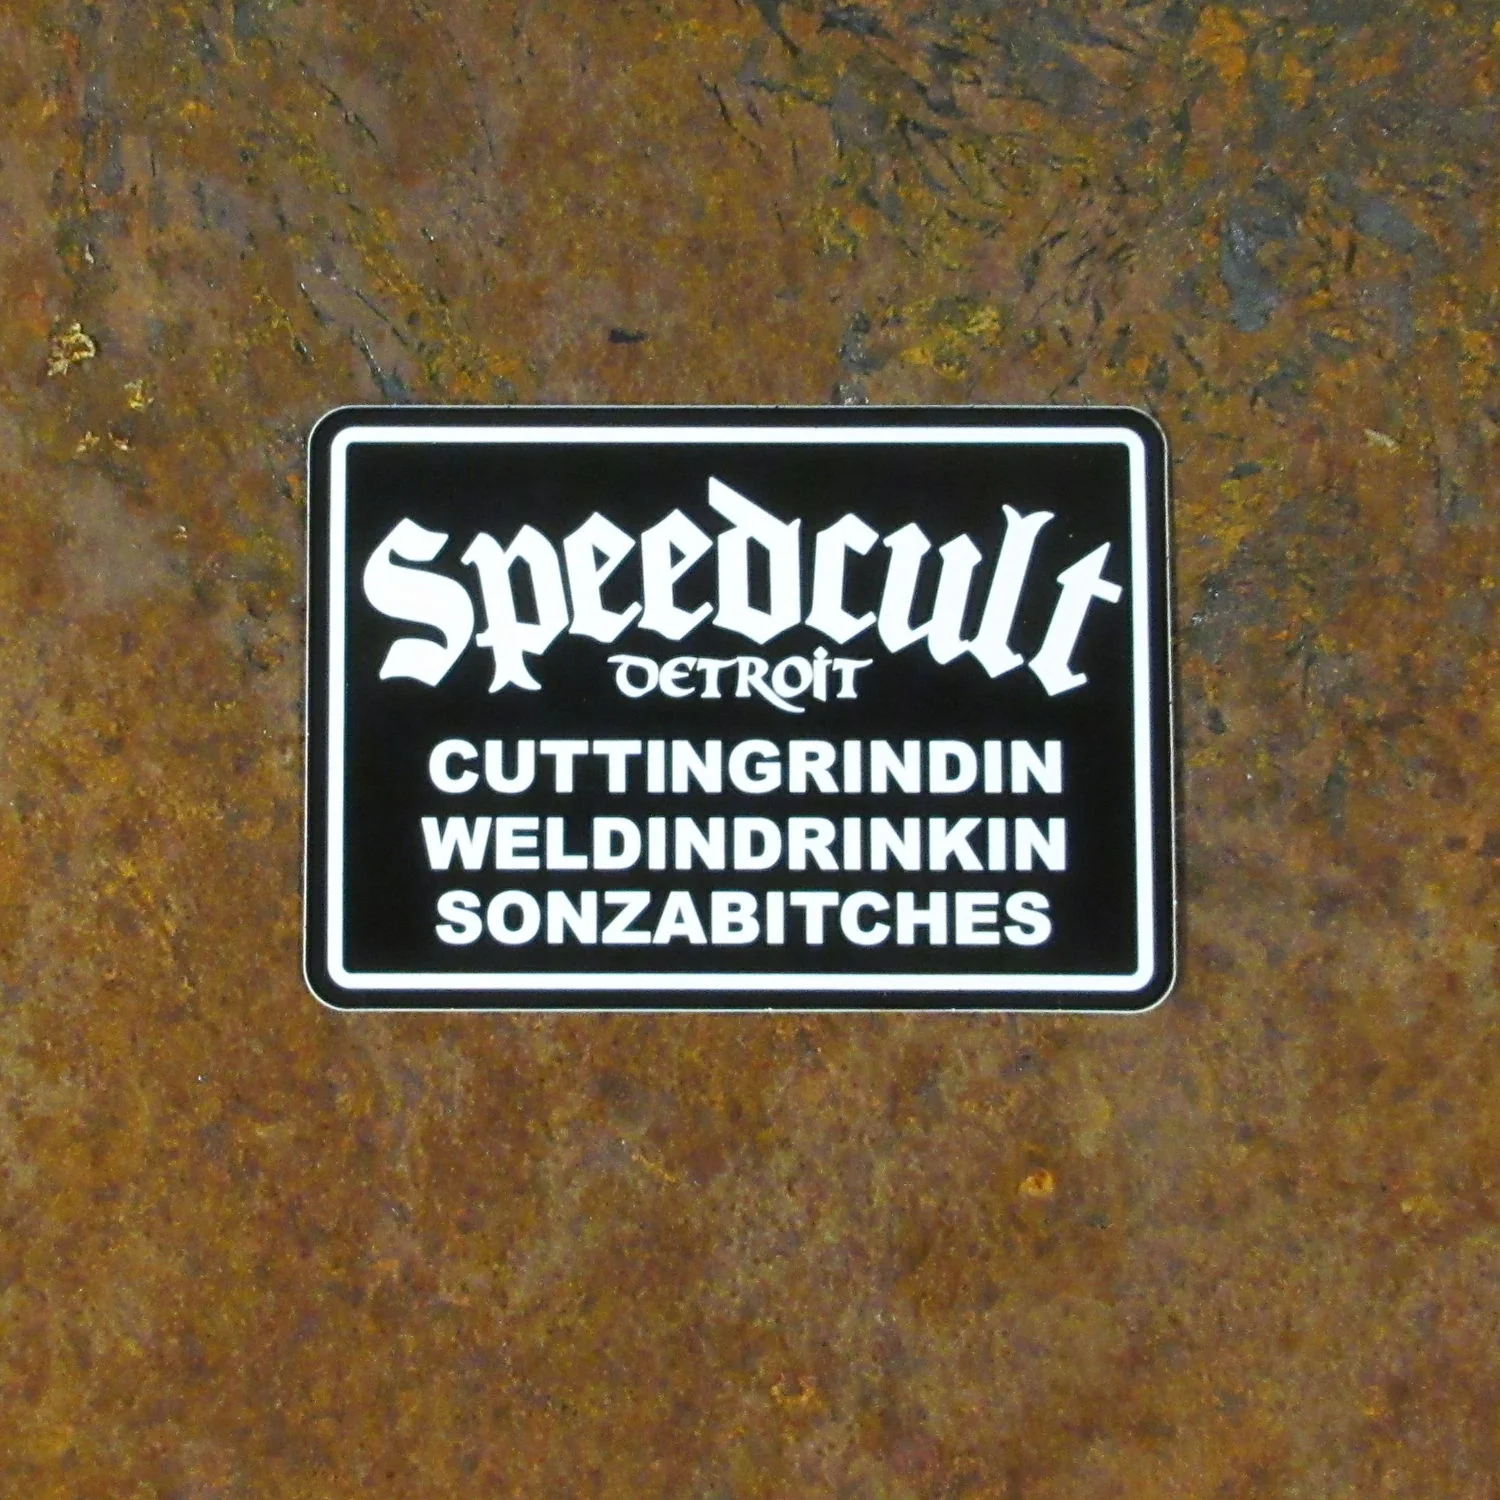 Speedcult
DETROiT
CUTTINGRINDIN
WELDINDRINKIN
SONZABITCHES